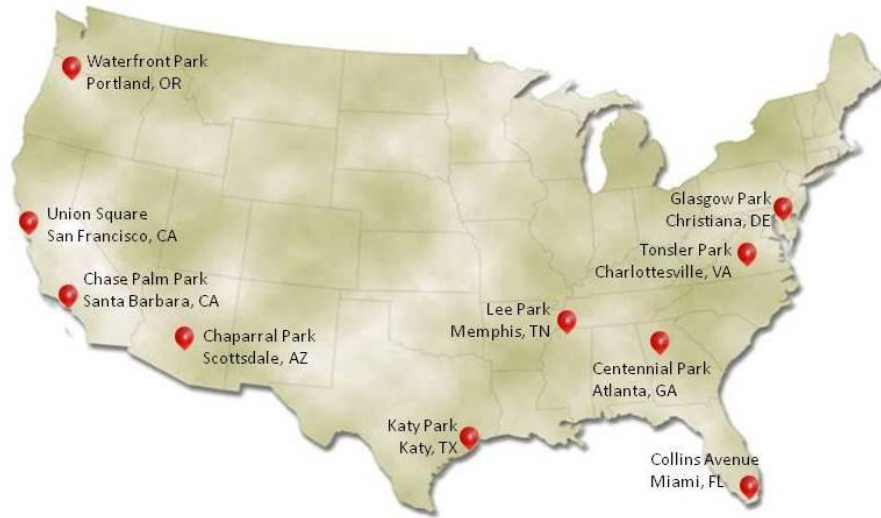 Waterfront Park
Portland, OR
Glasgow Park
Christiana, DE
Union Square
San Francisco, CA
Tonsler Park
Charlottesville, VA
Chase Palm Park
Santa Barbara, CA
Lee Park
Memphis, TN
Chaparral Park
Scottsdale, AZ
Centennial Park
Atlanta, GA
Katy Park
Katy, TX
Collins Avenue
Miami, FL